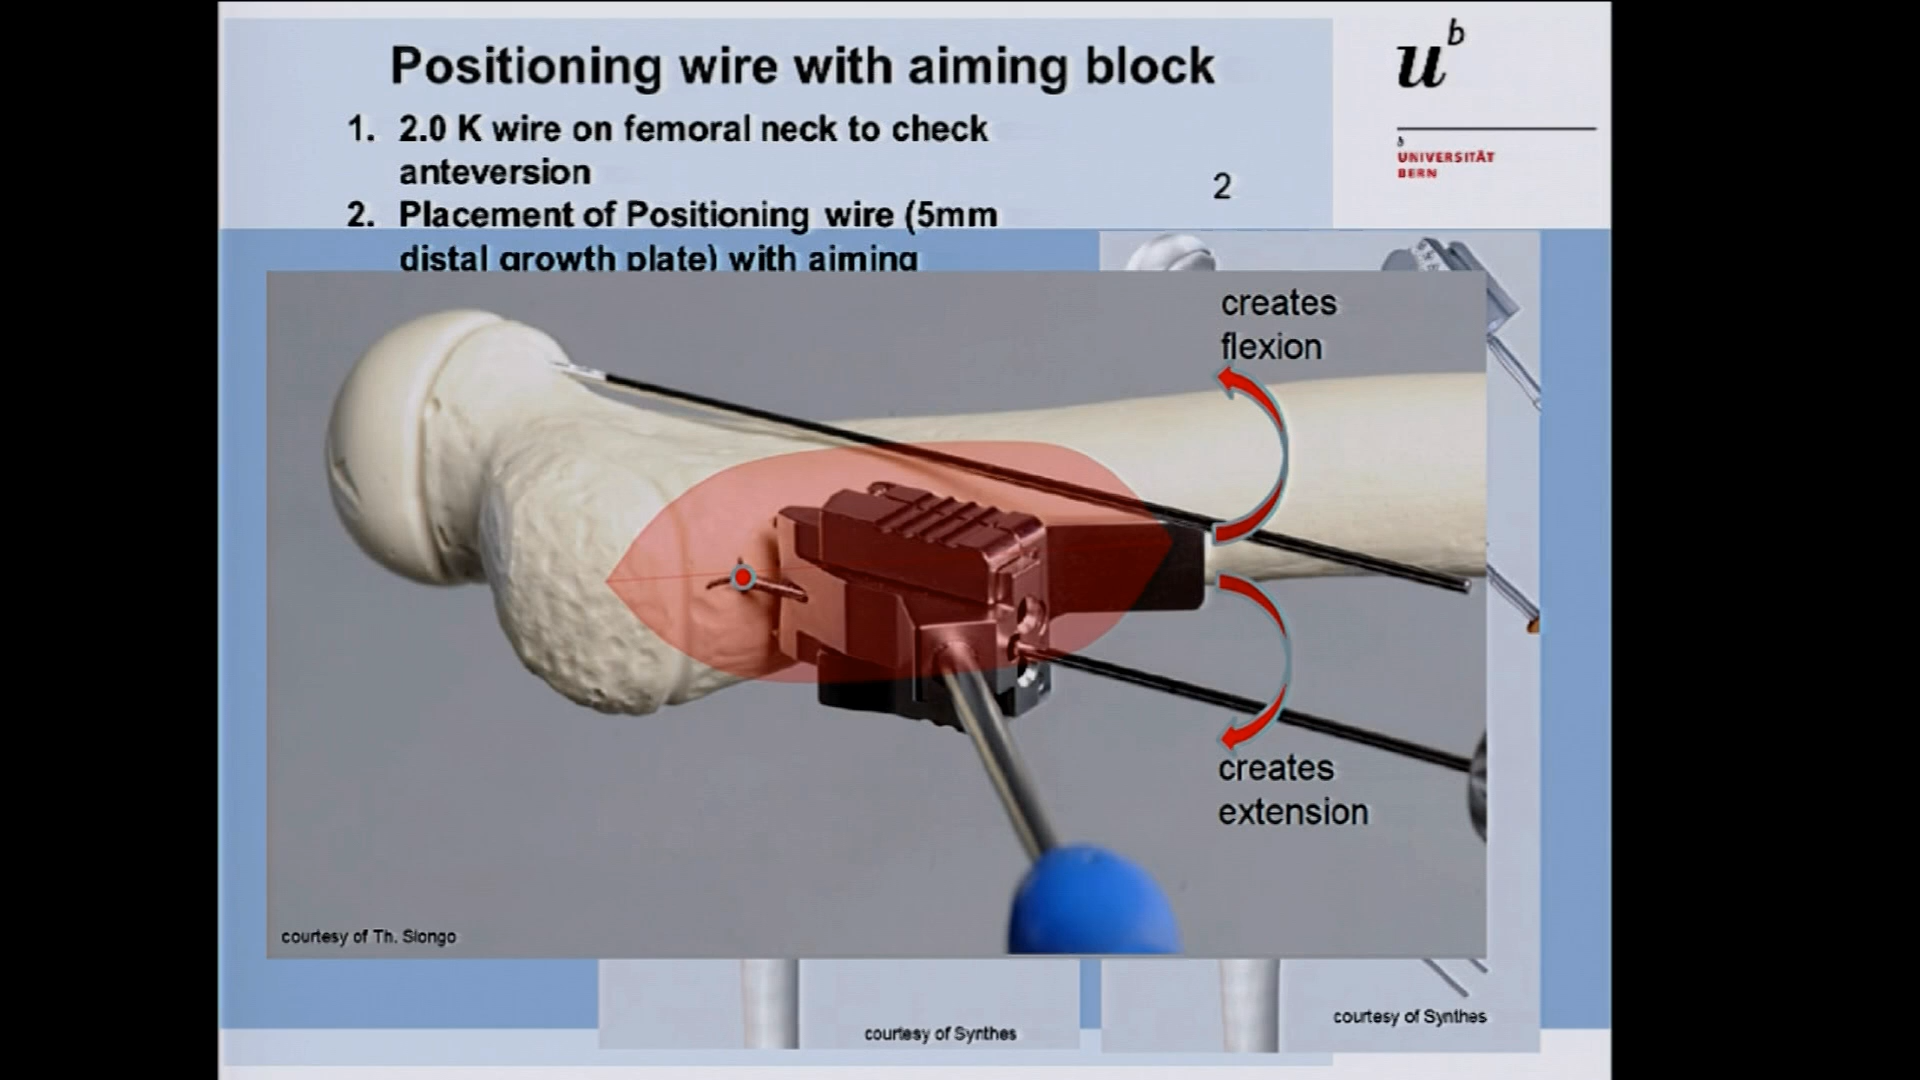 Positioning wire with aiming block
1. 2.0 K wire on femoral neck to check
anteversion
2. Placement of Positioning wire (5mm
distal growth plate) with aiming
2
u b
b
UNIVERSITÄT
BERN
creates
flexion
creates
extension
courtesy of Th. Slongo
courtesy of Synthes
courtesy of Synthes